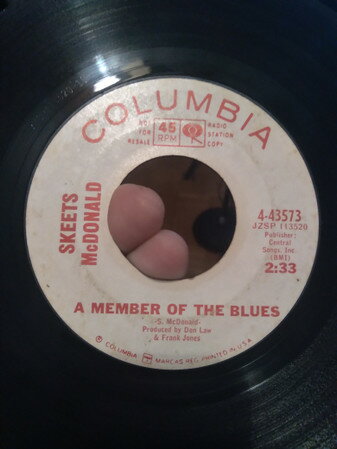 COLUMBIA
NOT FOR RESALE
45 RPM
RADIO STATION COPY
SKEETS McDONALD
4-43573
JZSP 113520
Publisher:
Central
Songs, Inc.
(BMI)
2:33
A MEMBER OF THE BLUES
-S. McDonald-
Produced by Don Law
& Frank Jones
© COLUMBIA MARCAS REG. PRINTED IN U.S.A.